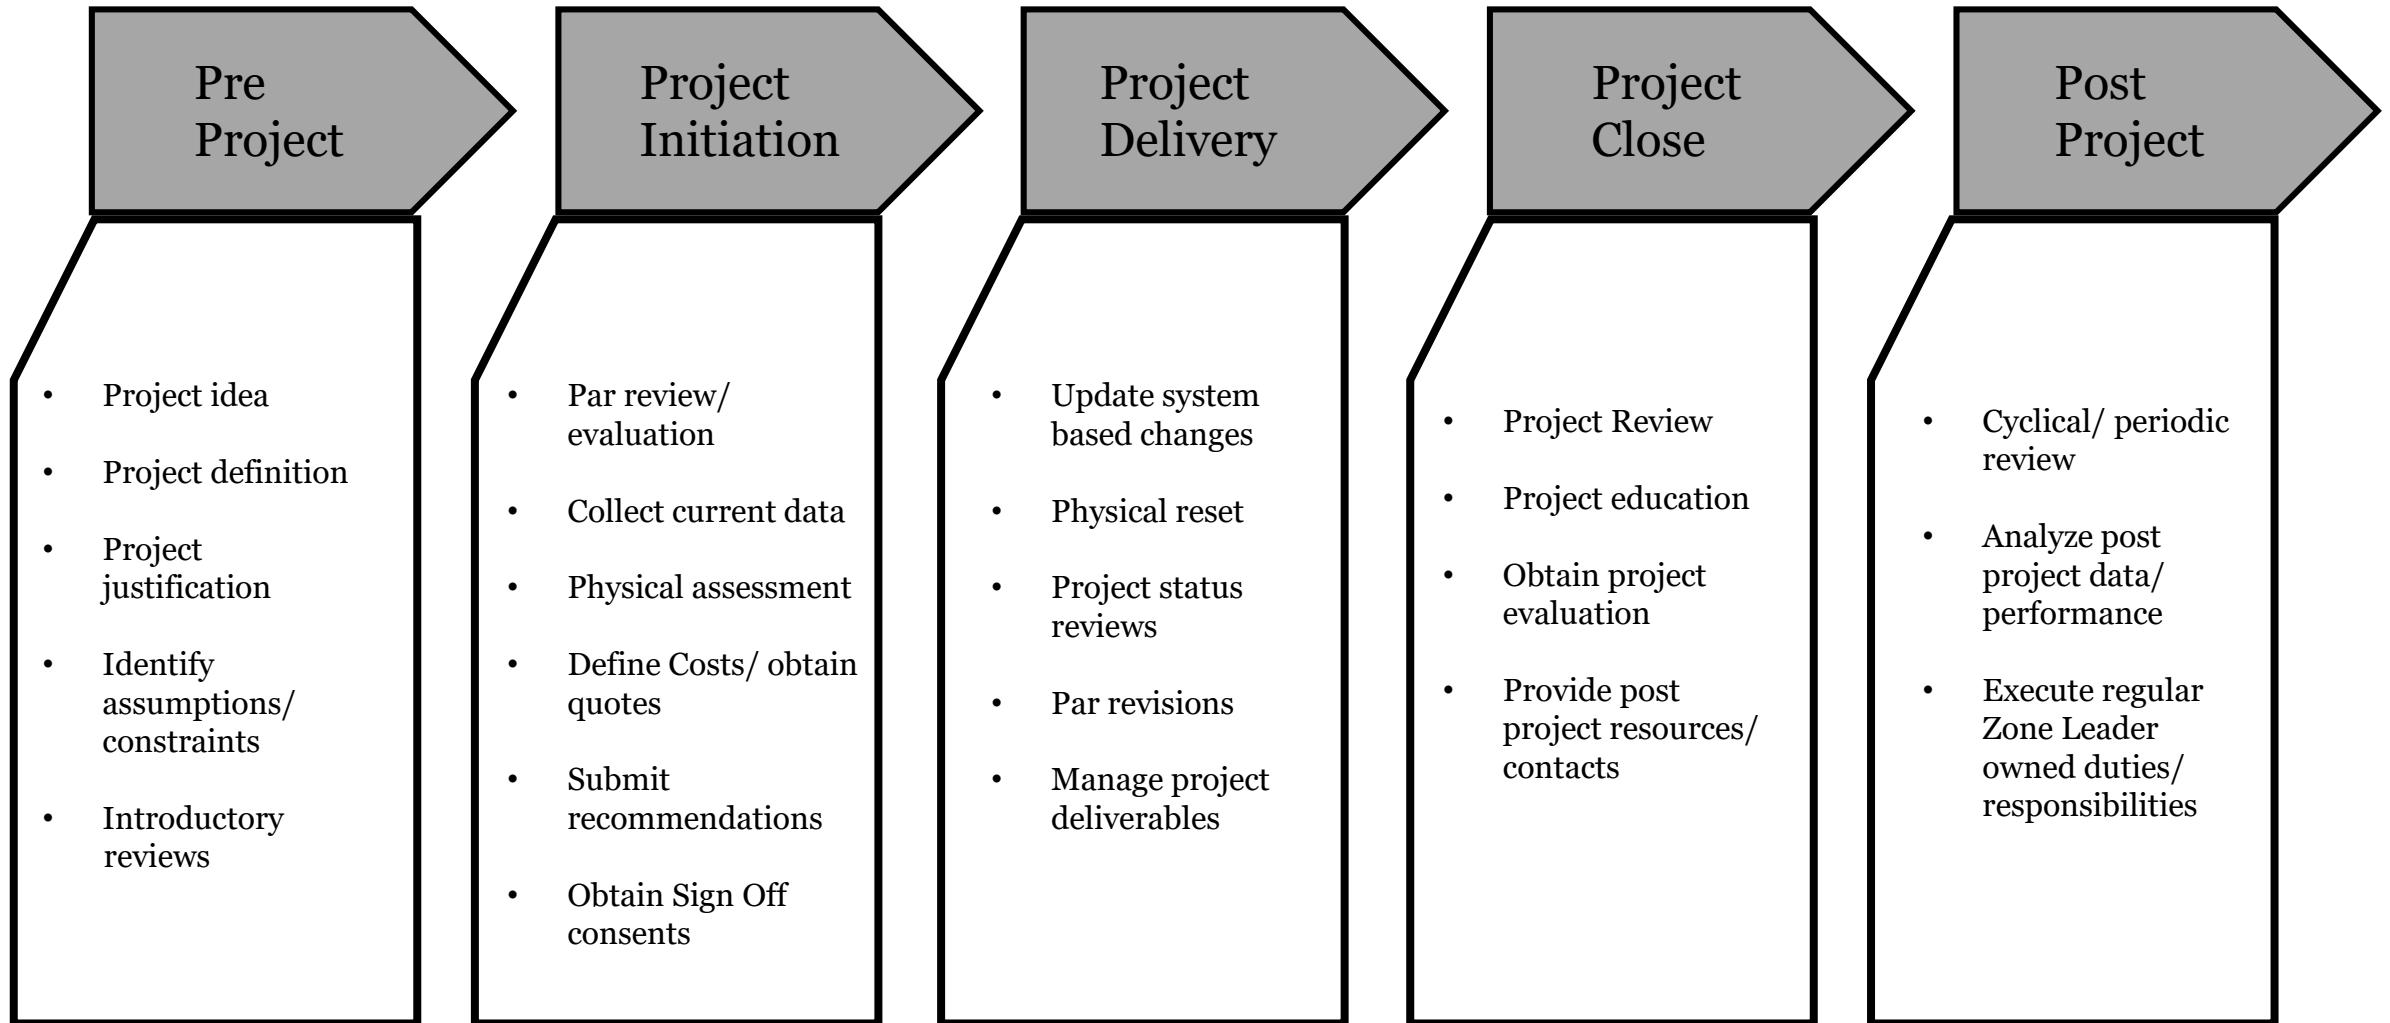 Pre
Project
• Project idea
• Project definition
• Project
justification
• Identify
assumptions/
constraints
• Introductory
reviews
Project
Initiation
• Par review/
evaluation
• Collect current data
• Physical assessment
• Define Costs/ obtain
quotes
• Submit
recommendations
• Obtain Sign Off
consents
Project
Delivery
• Update system
based changes
• Physical reset
• Project status
reviews
• Par revisions
• Manage project
deliverables
Project
Close
• Project Review
• Project education
• Obtain project
evaluation
• Provide post
project resources/
contacts
Post
Project
• Cyclical/ periodic
review
• Analyze post
project data/
performance
• Execute regular
Zone Leader
owned duties/
responsibilities